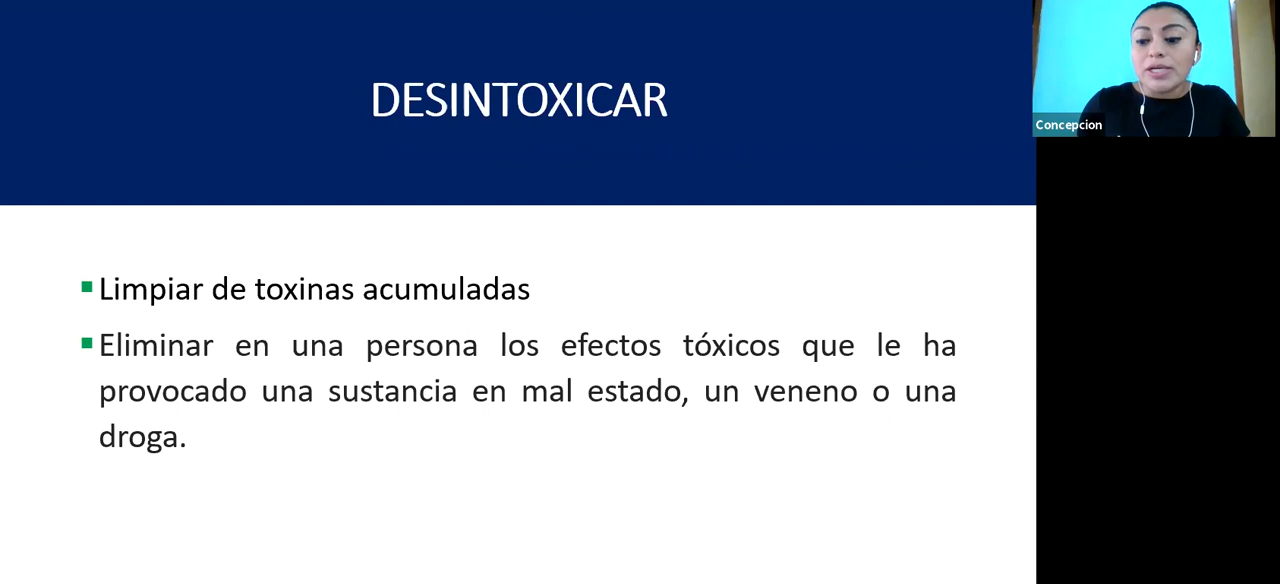 DESINTOXICAR
Concepcion
Limpiar de toxinas acumuladas
Eliminar en una persona los efectos tóxicos que le ha
provocado una sustancia en mal estado, un veneno o una
droga.